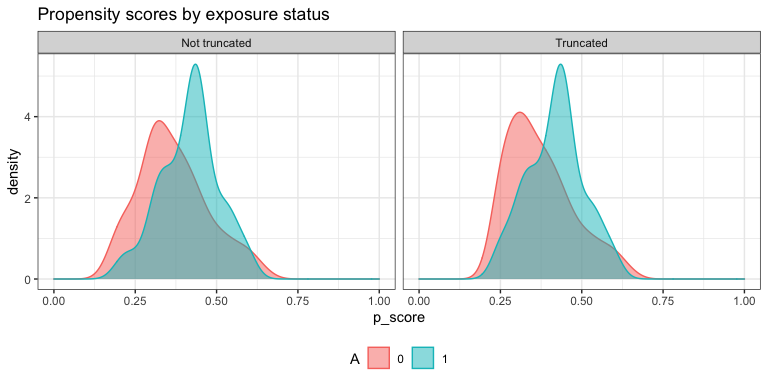 Propensity scores by exposure status
Not truncated
Truncated
density
4
2
0
0.00 0.25 0.50 0.75 1.00
0.00 0.25 0.50 0.75 1.00
p_score
A 0 1